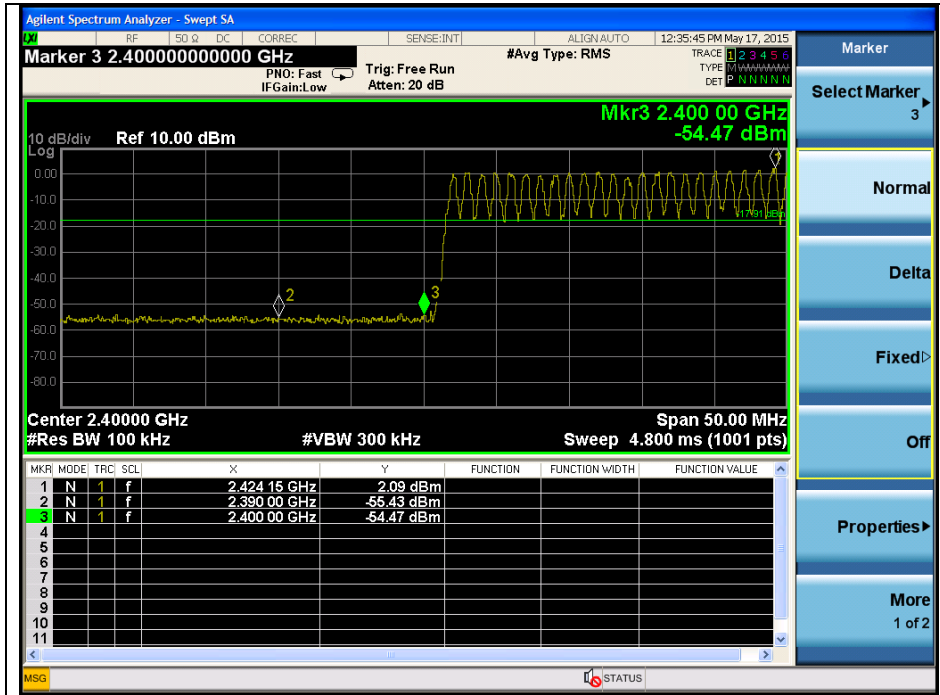 Agilent Spectrum Analyzer - Swept SA
LXI RF 50 Ω DC CORREC SENSE:INT ALIGN AUTO 12:35:45 PM May 17, 2015
Marker 3 2.400000000000 GHz
PNO: Fast
IFGain:Low
Trig: Free Run
Atten: 20 dB
#Avg Type: RMS
TRACE 1 2 3 4 5 6
TYPE M W W W W W
DET P N N N N N
Mkr3 2.400 00 GHz
-54.47 dBm
10 dB/div Ref 10.00 dBm
Log
0.00
-10.0
-20.0
-30.0
-40.0
-50.0
-60.0
-70.0
-80.0
-17.91 dBm
2
3
Center 2.40000 GHz
Span 50.00 MHz
#Res BW 100 kHz
#VBW 300 kHz
Sweep 4.800 ms (1001 pts)
MKR MODE TRC SCL X Y FUNCTION FUNCTION WIDTH FUNCTION VALUE
1 N 1 f 2.424 15 GHz 2.09 dBm
2 N 1 f 2.390 00 GHz -55.43 dBm
3 N 1 f 2.400 00 GHz -54.47 dBm
4
5
6
7
8
9
10
11
MSG
STATUS
Marker
Select Marker
3
Normal
Delta
Fixed
Off
Properties
More
1 of 2